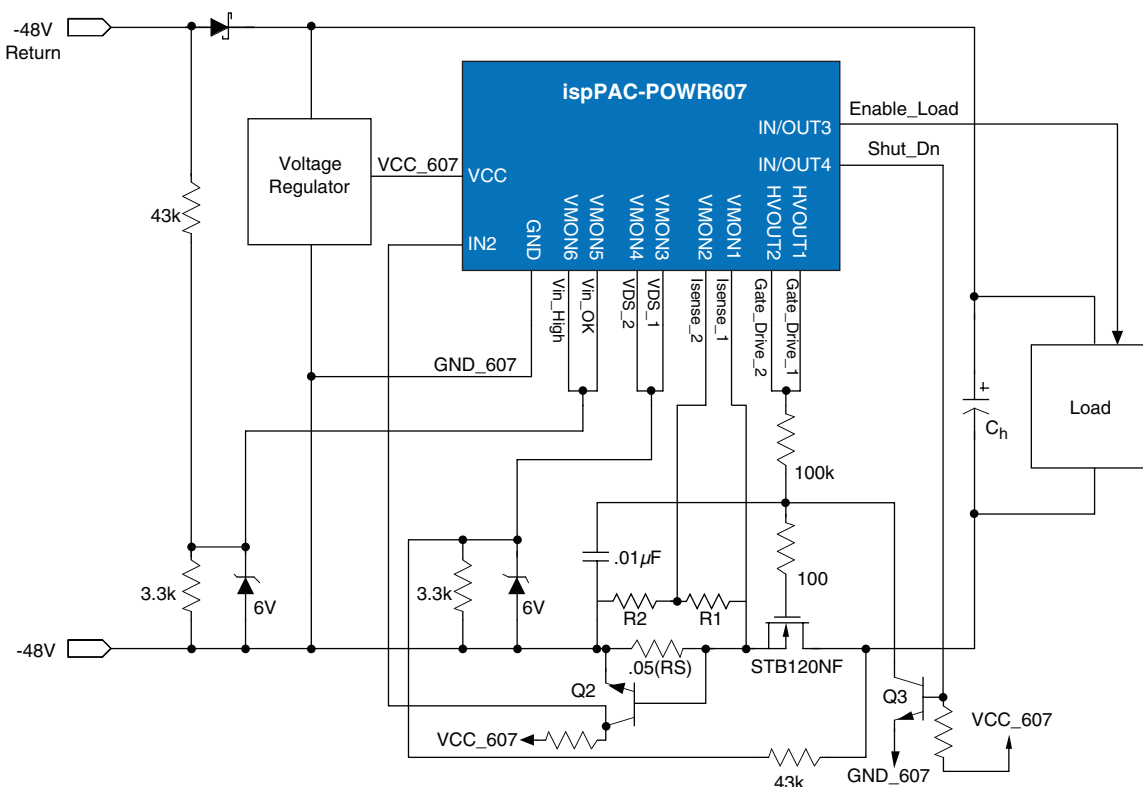 -48V
Return
ispPAC-POWR607
Enable_Load
IN/OUT3
Shut_Dn
IN/OUT4
Voltage
Regulator
VCC_607
VCC
43k
IN2
GND
VMON6
VMON5
VMON4
VMON3
VMON2
VMON1
HVOUT2
HVOUT1
Vin_High
Vin_OK
VDS_2
VDS_1
Isense_2
Isense_1
Gate_Drive_2
Gate_Drive_1
GND_607
+
Ch
Load
100k
.01µF
100
3.3k
6V
3.3k
6V
R2
R1
-48V
.05(RS)
STB120NF
Q2
Q3
VCC_607
VCC_607
GND_607
43k